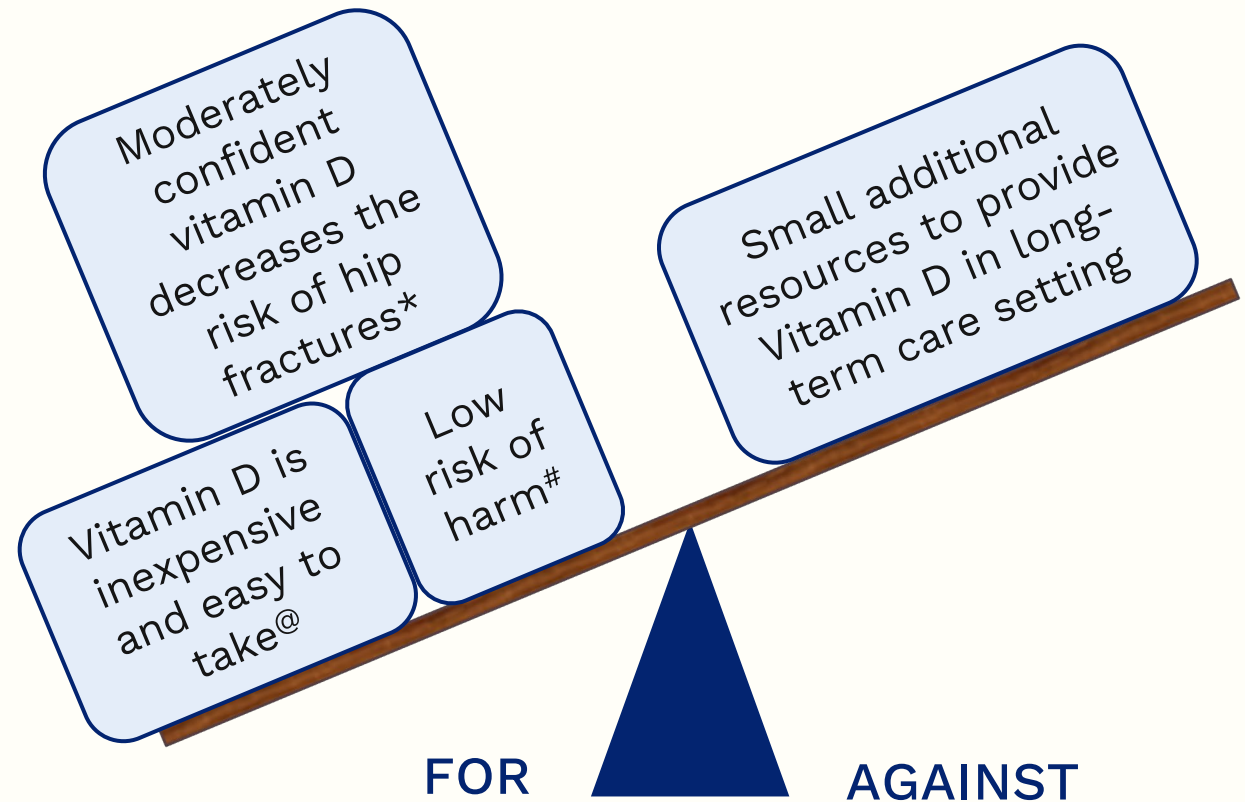 Moderately
confident
vitamin D
decreases the
risk of hip
fractures*
Vitamin D is
inexpensive
and easy to
take@
Low
risk of
harm#
Small additional
resources to provide
Vitamin D in long-
term care setting
FOR
AGAINST